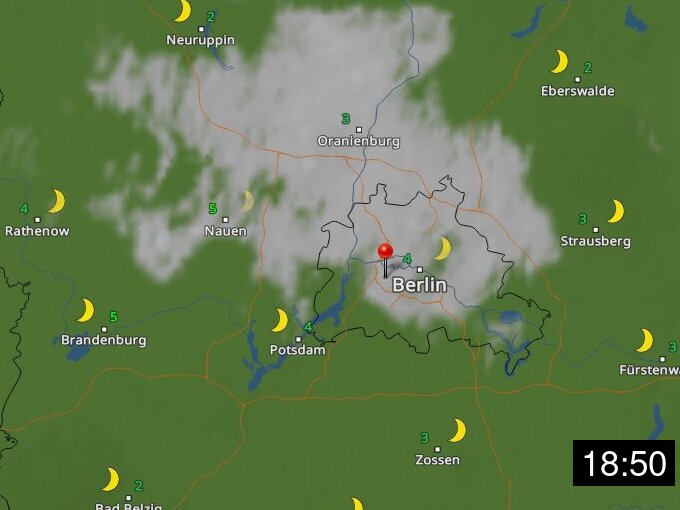 2
Neuruppin
2
Eberswalde
3
Oranienburg
4
Rathenow
5
Nauen
3
Strausberg
4
Berlin
5
Brandenburg
4
Potsdam
3
Fürstenwa
3
Zossen
18:50
2
Bad Belzig